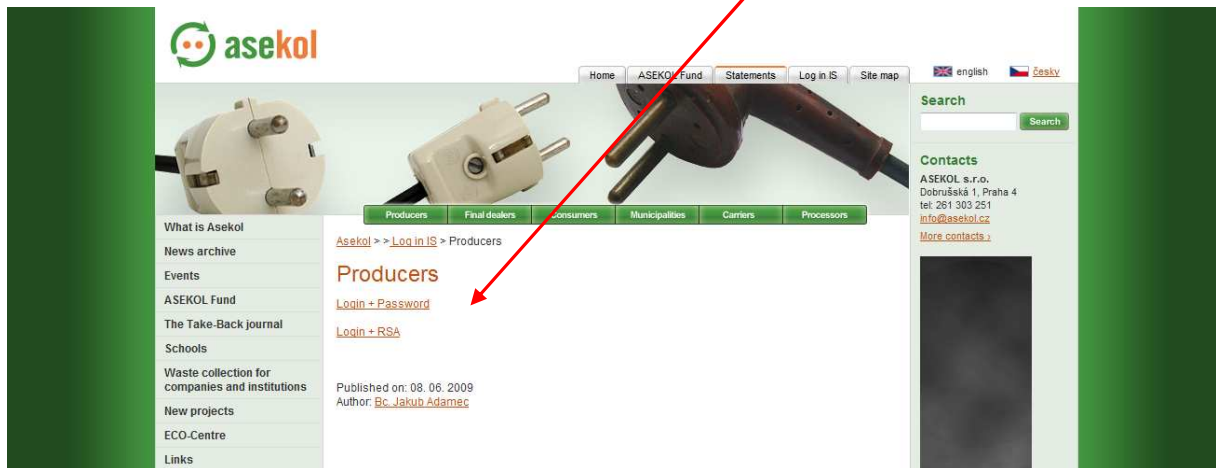 asekol
Home ASEKOL Fund Statements Log in IS Site map
english česky
Search
Search
Contacts
ASEKOL s.r.o.
Dobrušská 1, Praha 4
tel: 261 303 251
info@asekol.cz
More contacts ›
Producers Final dealers Consumers Municipalities Carriers Processors
What is Asekol
News archive
Events
ASEKOL Fund
The Take-Back journal
Schools
Waste collection for
companies and institutions
New projects
ECO-Centre
Links
Asekol > > Log in IS > Producers
Producers
Login + Password
Login + RSA
Published on: 08. 06. 2009
Author: Bc. Jakub Adamec